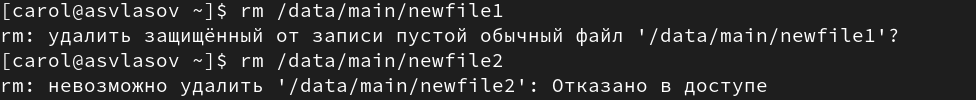 [carol@asvlasov ~]$ rm /data/main/newfile1
rm: удалить защищённый от записи пустой обычный файл '/data/main/newfile1'?
[carol@asvlasov ~]$ rm /data/main/newfile2
rm: невозможно удалить '/data/main/newfile2': Отказано в доступе